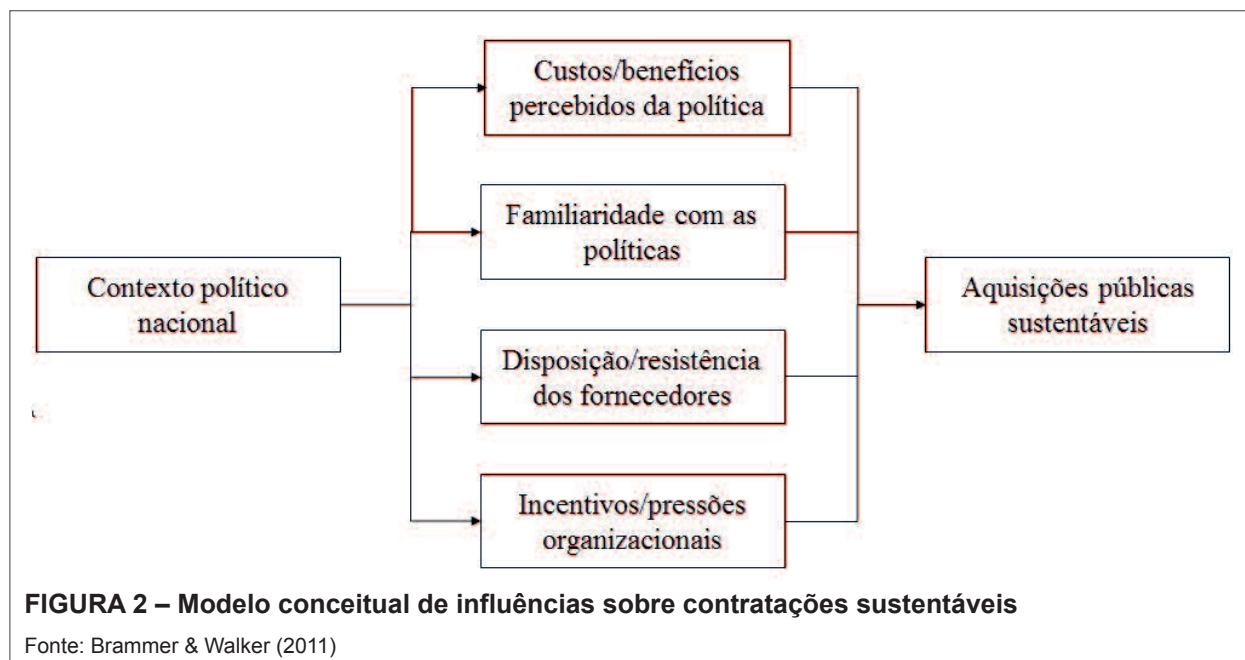 Custos/benefícios
percebidos da política
Familiaridade com as
políticas
Contexto político
nacional
Aquisições públicas
sustentáveis
Disposição/resistência
dos fornecedores
Incentivos/pressões
organizacionais
FIGURA 2 – Modelo conceitual de influências sobre contratações sustentáveis
Fonte: Brammer & Walker (2011)